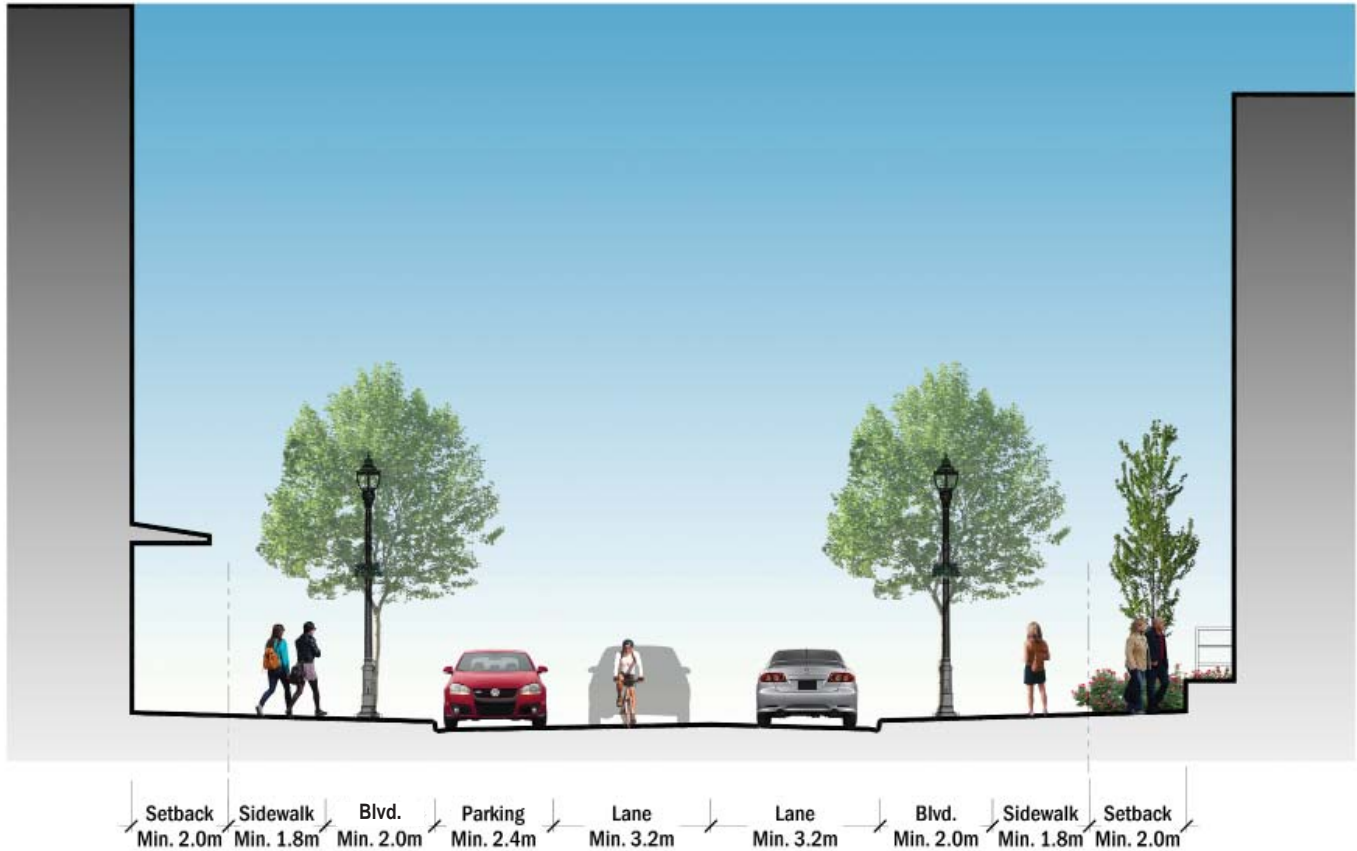 Setback Sidewalk Blvd. Parking Lane Lane Blvd. Sidewalk Setback
Min. 2.0m Min. 1.8m Min. 2.0m Min. 2.4m Min. 3.2m Min. 3.2m Min. 2.0m Min. 1.8m Min. 2.0m